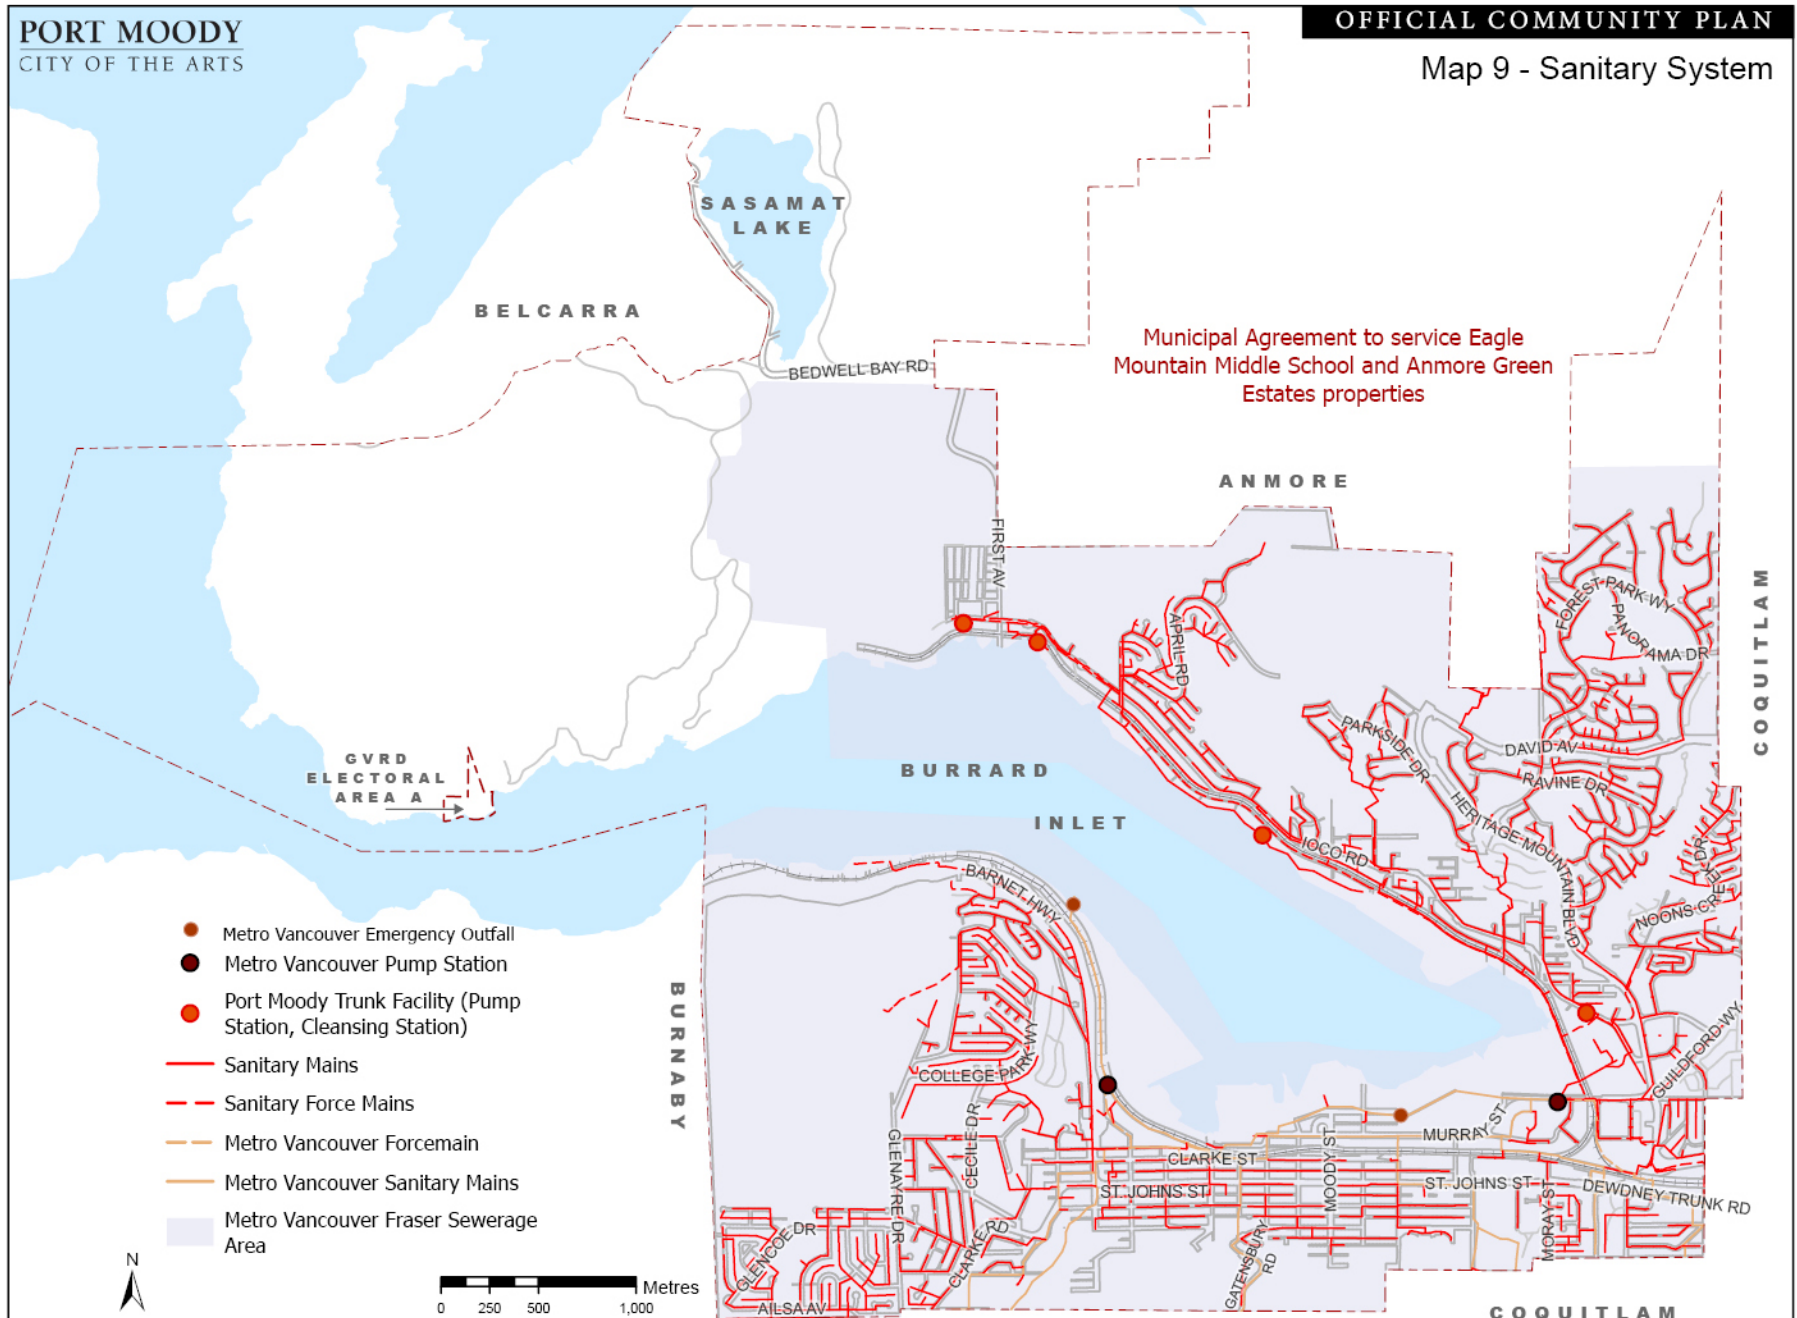 PORT MOODY
CITY OF THE ARTS
OFFICIAL COMMUNITY PLAN
Map 9 - Sanitary System
SASAMAT
LAKE
BELCARRA
BEDWELL BAY RD
Municipal Agreement to service Eagle
Mountain Middle School and Anmore Green
Estates properties
ANMORE
FIRST AV
COQUITLAM
FOREST PARK WY
PANORAMA DR
APRIL RD
PARKSIDE DR
DAVID AV
RAVINE DR
HERITAGE MOUNTAIN BLVD
GVRD
ELECTORAL
AREA A
BURRARD
INLET
IOCO RD
NOONS CREEK DR
BARNET HWY
BURNABY
GUILDFORD WY
COLLEGE PARK WY
CECILE DR
GLENAYRE DR
MURRAY ST
CLARKE ST
MOODY ST
ST. JOHNS ST
ST. JOHNS ST
MORAY ST
DEWDNEY TRUNK RD
GLENCOE DR
CLARKE RD
GATENSBURY
RD
AILSA AV
COQUITLAM
Metro Vancouver Emergency Outfall
Metro Vancouver Pump Station
Port Moody Trunk Facility (Pump
Station, Cleansing Station)
Sanitary Mains
Sanitary Force Mains
Metro Vancouver Forcemain
Metro Vancouver Sanitary Mains
Metro Vancouver Fraser Sewerage
Area
N
Metres
0 250 500 1,000